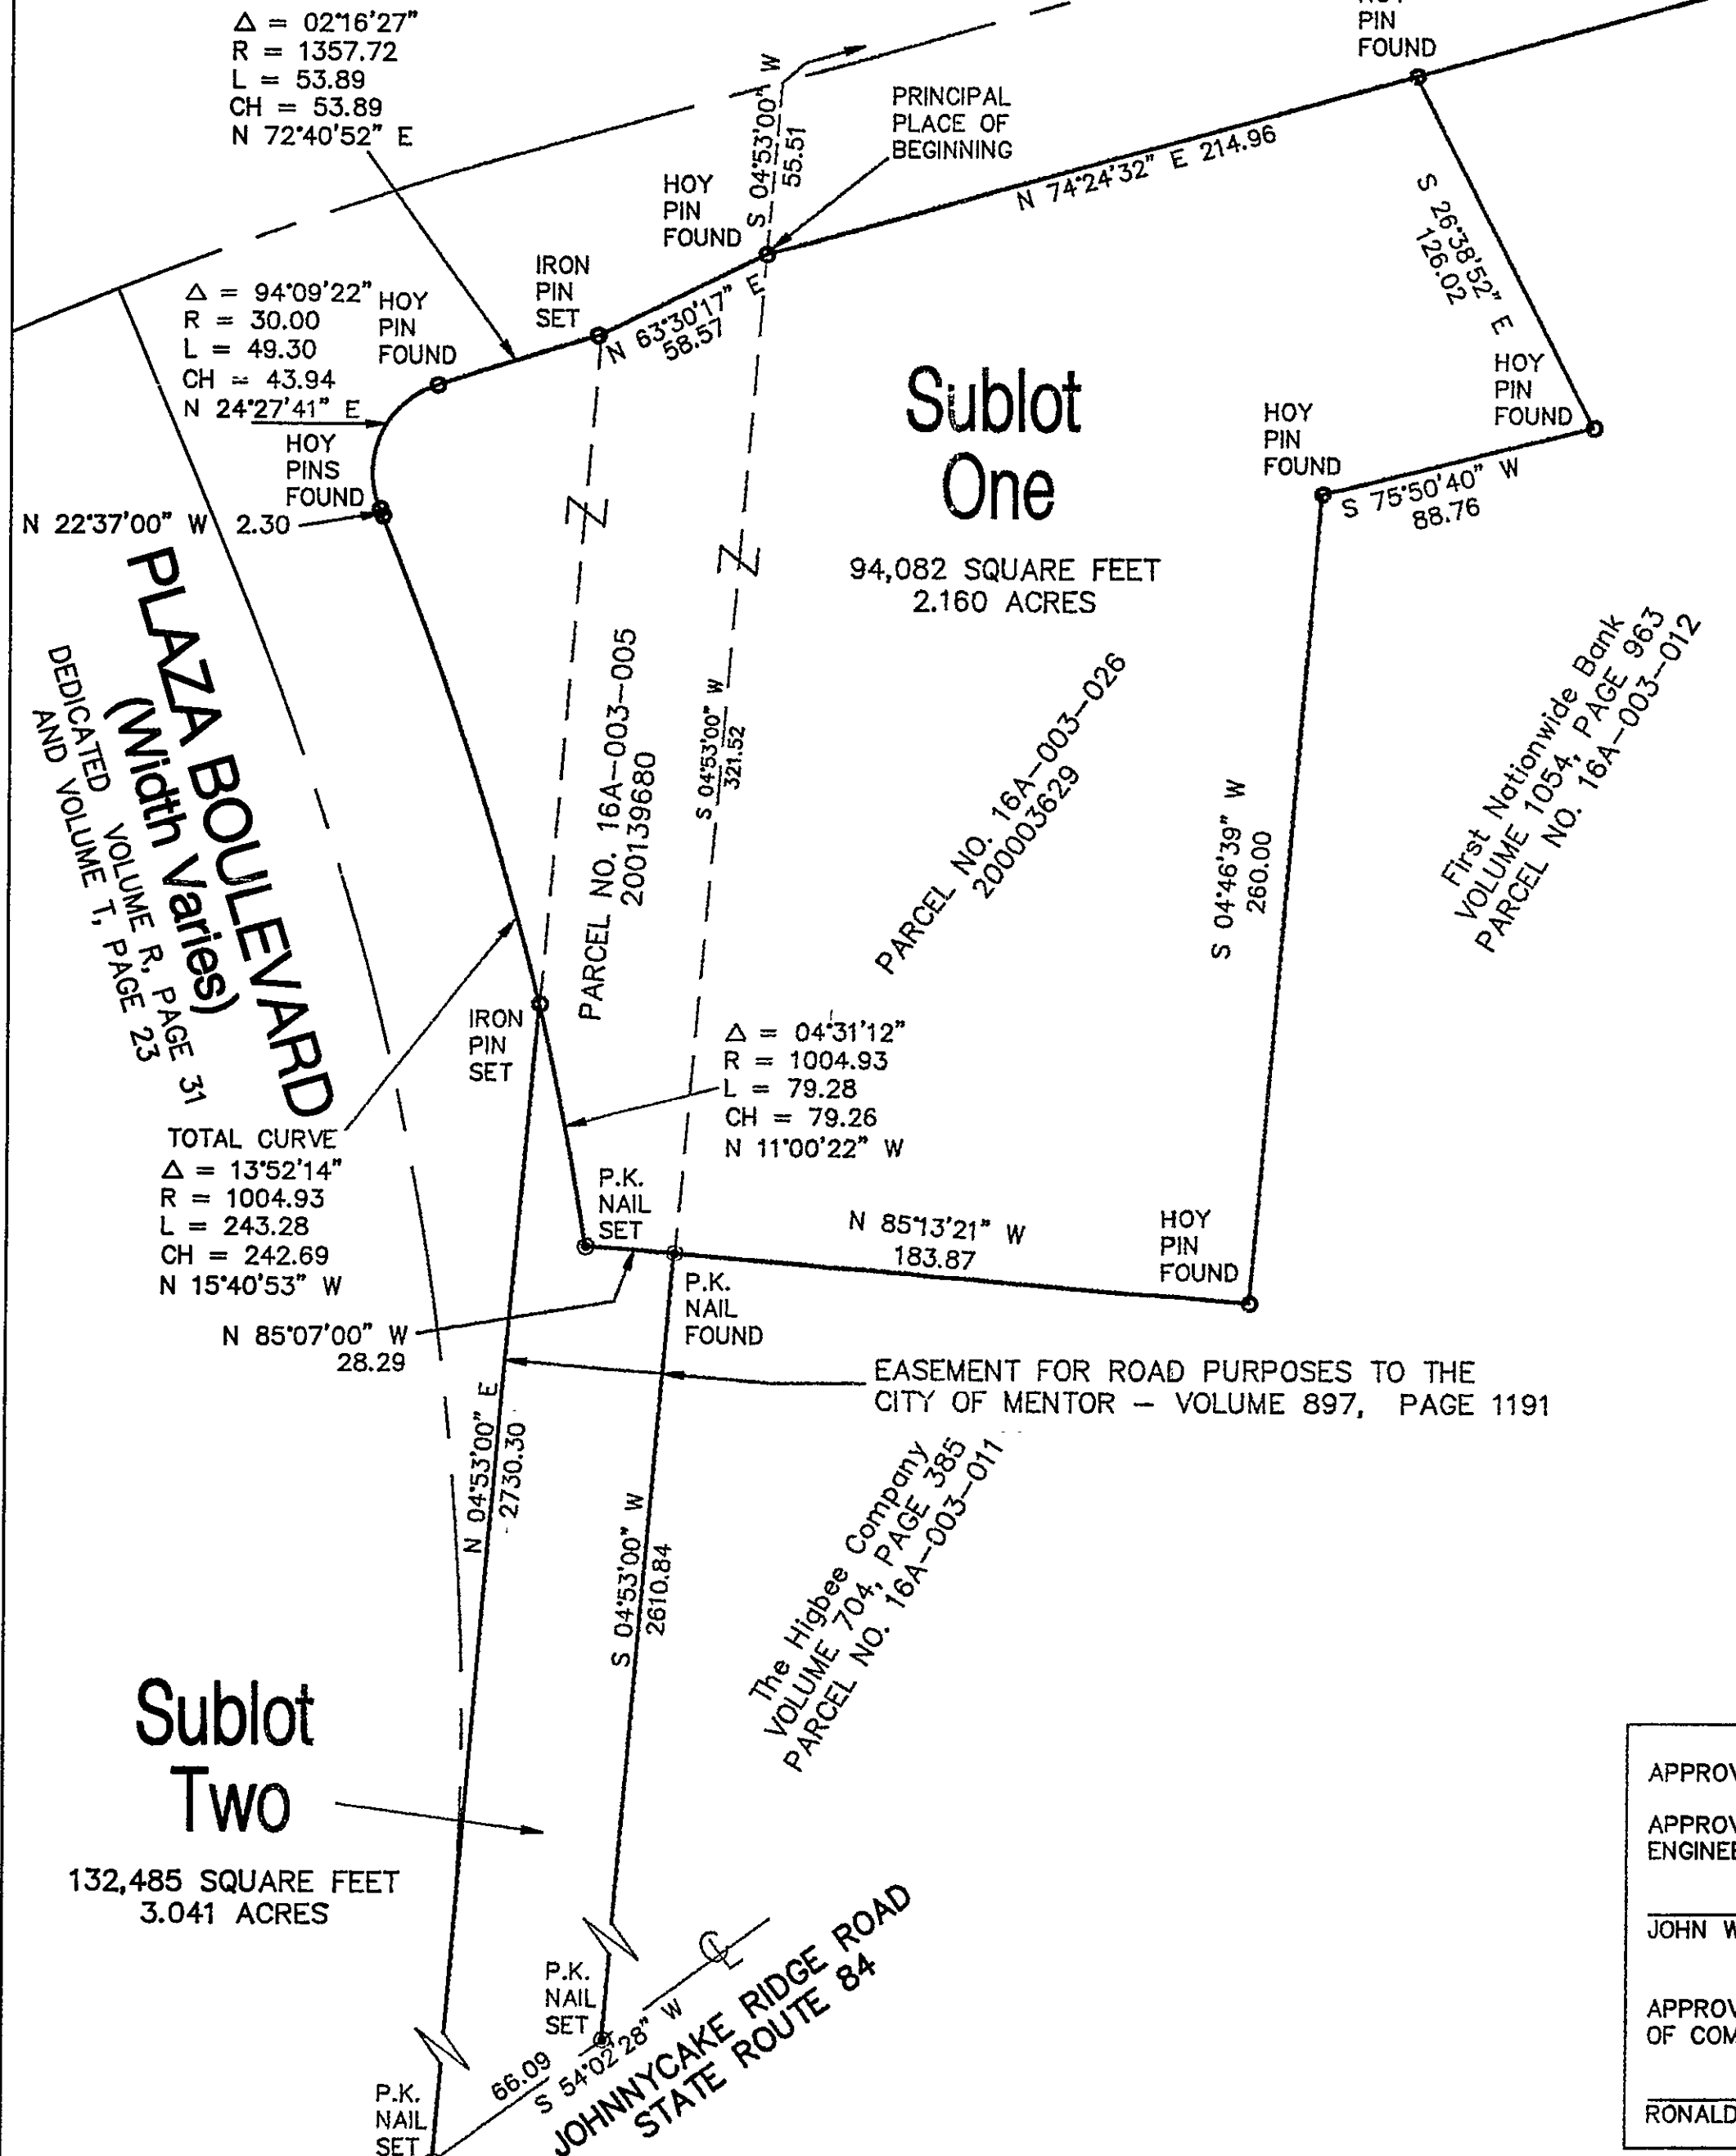 Δ = 02°16'27"
R = 1357.72
L = 53.89
CH = 53.89
N 72°40'52" E
PIN
FOUND
S 04°53'00" W
55.51
PRINCIPAL
PLACE OF
BEGINNING
N 74°24'32" E 214.96
HOY
PIN
FOUND
S 26°38'52" E
126.02
IRON
PIN
SET
N 63°30'17" E
58.57
Δ = 94°09'22"
R = 30.00
L = 49.30
CH = 43.94
N 24°27'41" E
HOY
PIN
FOUND
HOY
PINS
FOUND
N 22°37'00" W 2.30
Sublot
One
94,082 SQUARE FEET
2.160 ACRES
HOY
PIN
FOUND
HOY
PIN
FOUND
S 75°50'40" W
88.76
PLAZA BOULEVARD
(Width Varies)
DEDICATED VOLUME R, PAGE 31
AND VOLUME T, PAGE 23
PARCEL NO. 16A-003-005
200139680
S 04°53'00" W
321.52
PARCEL NO. 16A-003-026
200003629
S 04°46'39" W
260.00
First Nationwide Bank
VOLUME 1054, PAGE 963
PARCEL NO. 16A-003-012
IRON
PIN
SET
Δ = 04°31'12"
R = 1004.93
L = 79.28
CH = 79.26
N 11°00'22" W
TOTAL CURVE
Δ = 13°52'14"
R = 1004.93
L = 243.28
CH = 242.69
N 15°40'53" W
P.K.
NAIL
SET
N 85°13'21" W
183.87
HOY
PIN
FOUND
P.K.
NAIL
FOUND
N 85°07'00" W
28.29
EASEMENT FOR ROAD PURPOSES TO THE
CITY OF MENTOR – VOLUME 897, PAGE 1191
N 04°53'00" E
2730.30
S 04°53'00" W
2610.84
The Higbee Company
VOLUME 704, PAGE 385
PARCEL NO. 16A-003-011
Sublot
Two
132,485 SQUARE FEET
3.041 ACRES
P.K.
NAIL
SET
66.09
S 54°02'28" W
JOHNNYCAKE RIDGE ROAD
STATE ROUTE 84
P.K.
NAIL
SET
APPROV
APPROV
ENGINEE
JOHN W
APPROV
OF COM
RONALD